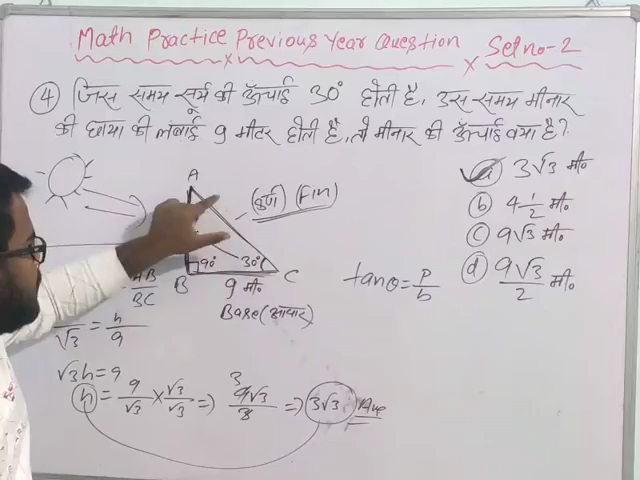 Math Practice Previous Year Question Set no-2
④ जिस समय सूर्य की ऊँचाई 30° होती है, उस समय मीनार
की छाया की लंबाई 9 मीटर होती है, तो मीनार की ऊँचाई क्या है?
ⓐ 3√3 मी०
ⓑ 4 1/2 मी०
ⓒ 9√3 मी०
ⓓ 9√3/2 मी०
A
(कर्ण) (Find)
90° 30°
B 9 मी० C
Base (आधार)
tanθ = P/b
AB/BC
√3 = h/9
√3h = 9
h = 9/√3 × √3/√3 ⇒ 9√3/3 3 ⇒ 3√3 Ans